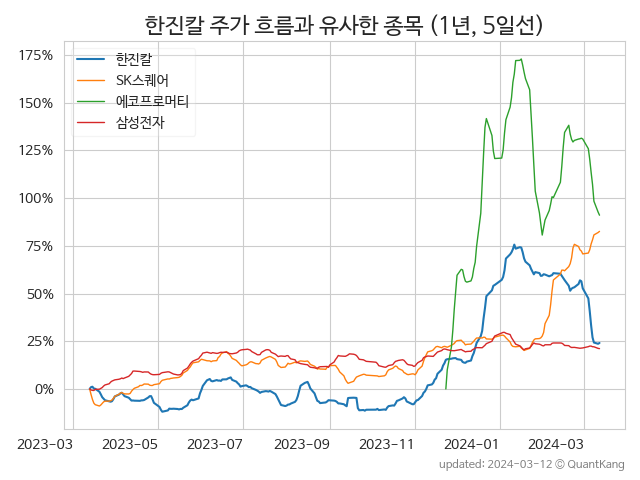 한진칼 주가 흐름과 유사한 종목 (1년, 5일선)
175%
150%
125%
100%
75%
50%
25%
0%
한진칼
SK스퀘어
에코프로머티
삼성전자
2023-03
2023-05
2023-07
2023-09
2023-11
2024-01
2024-03
updated: 2024-03-12 © QuantKang